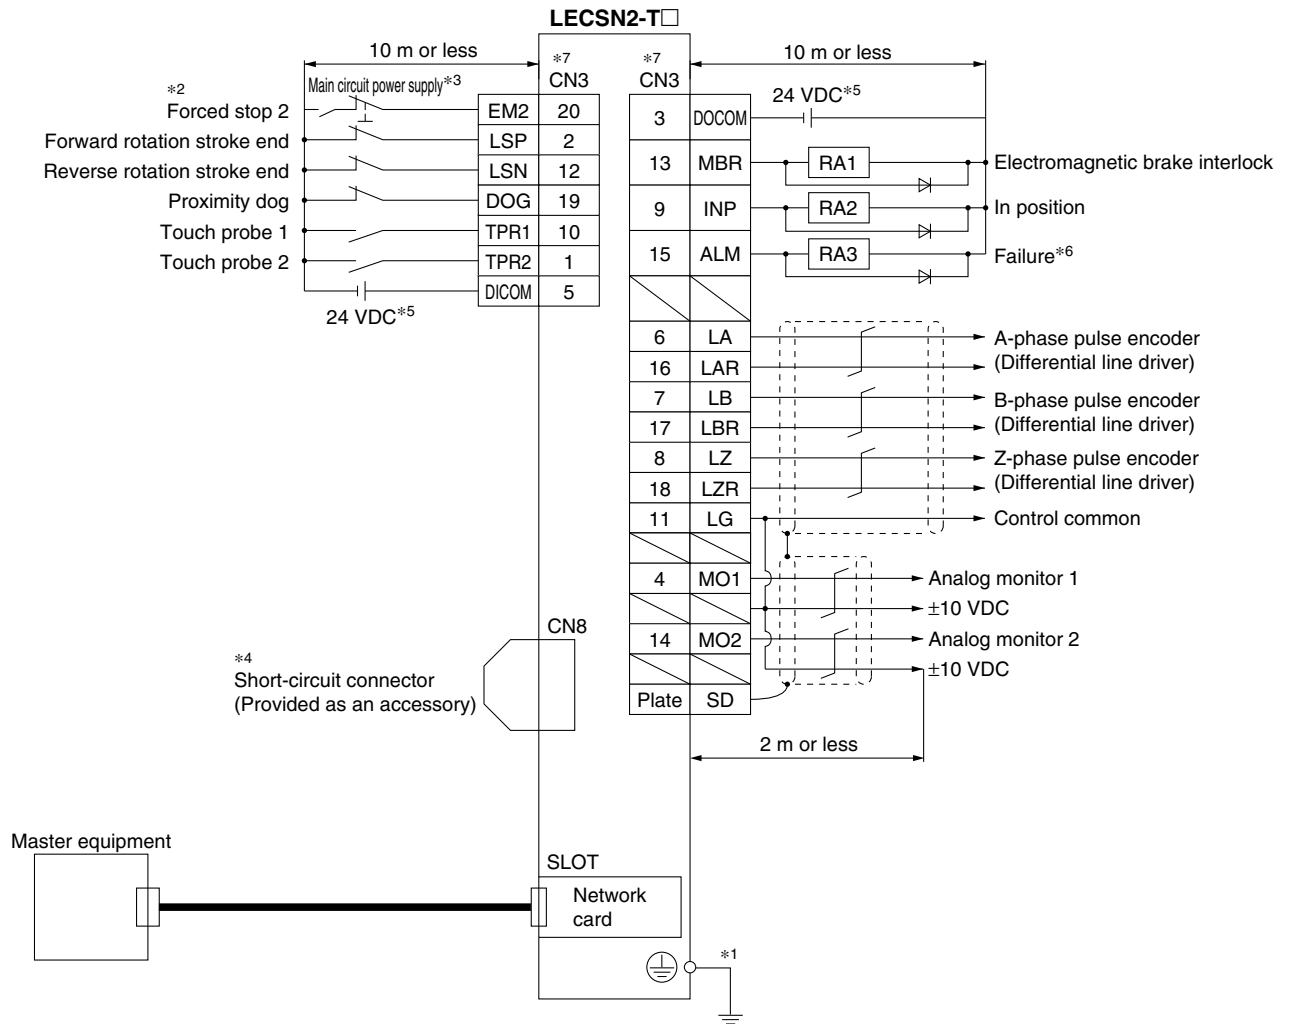 LECSN2-T□
10 m or less
*7
CN3
*7
CN3
10 m or less
*2
Forced stop 2
Main circuit power supply*3
EM2 20
Forward rotation stroke end
LSP 2
Reverse rotation stroke end
LSN 12
Proximity dog
DOG 19
Touch probe 1
TPR1 10
Touch probe 2
TPR2 1
DICOM 5
24 VDC*5
3 DOCOM
24 VDC*5
13 MBR
RA1
Electromagnetic brake interlock
9 INP
RA2
In position
15 ALM
RA3
Failure*6
6 LA
A-phase pulse encoder
16 LAR
(Differential line driver)
7 LB
B-phase pulse encoder
17 LBR
(Differential line driver)
8 LZ
Z-phase pulse encoder
18 LZR
(Differential line driver)
11 LG
Control common
4 MO1
Analog monitor 1
±10 VDC
14 MO2
Analog monitor 2
±10 VDC
Plate SD
2 m or less
CN8
*4
Short-circuit connector
(Provided as an accessory)
Master equipment
SLOT
Network
card
*1